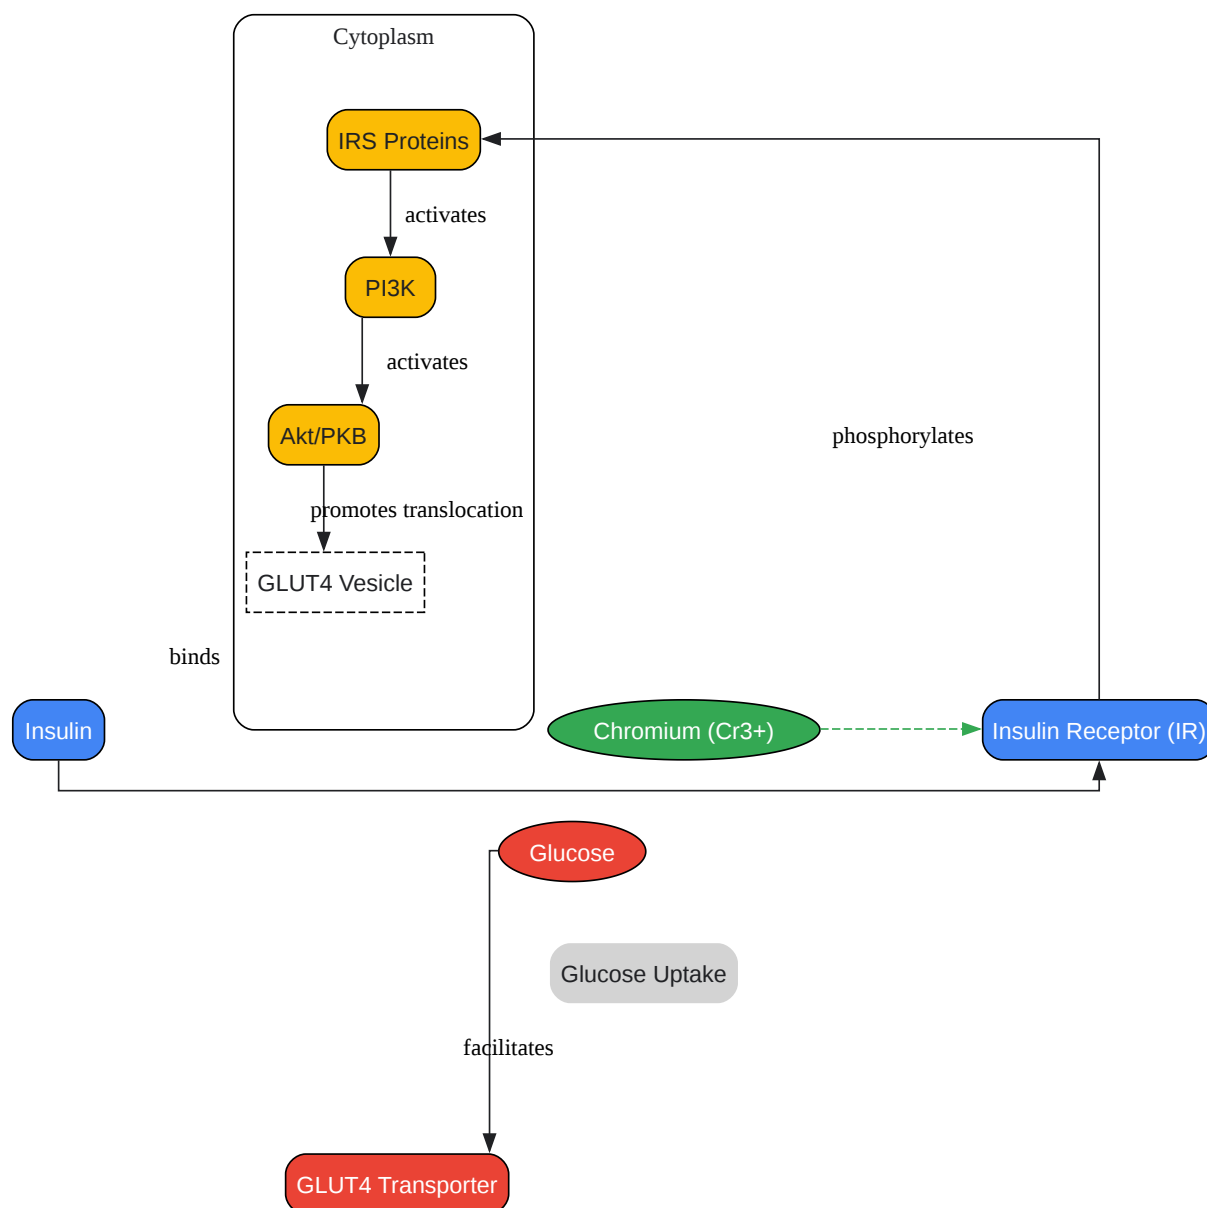 Cytoplasm
IRS Proteins
activates
PI3K
activates
phosphorylates
Akt/PKB
promotes translocation
GLUT4 Vesicle
binds
Insulin
Chromium (Cr3+)
Insulin Receptor (IR)
Glucose
Glucose Uptake
facilitates
GLUT4 Transporter